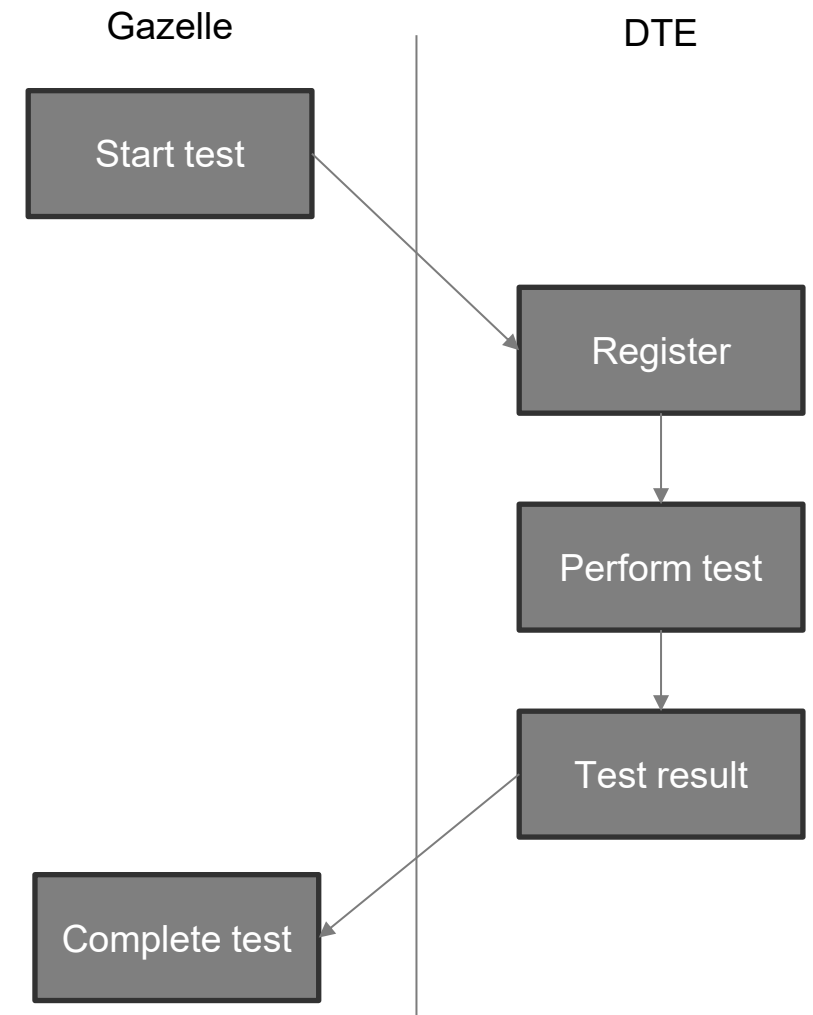 Gazelle
DTE
Start test
Register
Perform test
Test result
Complete test